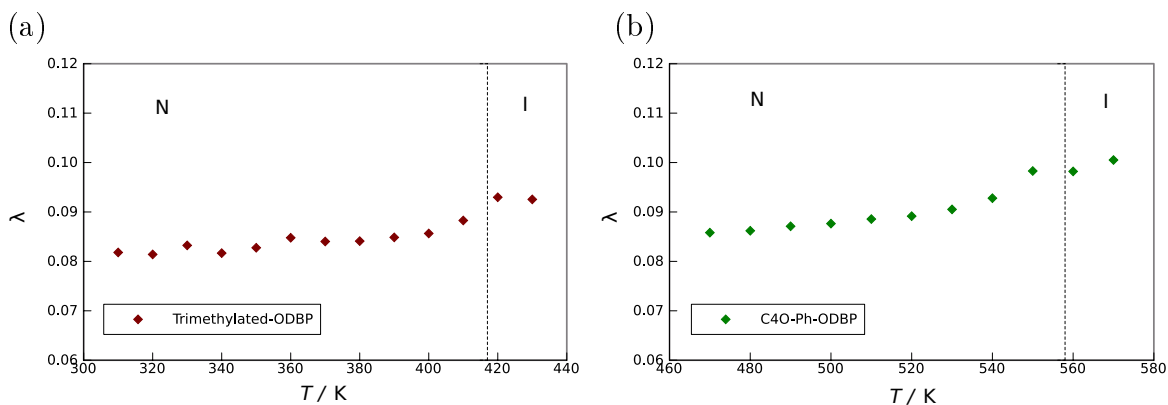 (a)
0.12
0.11
0.10
0.09
0.08
0.07
0.06
λ
N
I
Trimethylated-ODBP
300 320 340 360 380 400 420 440
T / K
(b)
0.12
0.11
0.10
0.09
0.08
0.07
0.06
λ
N
I
C4O-Ph-ODBP
460 480 500 520 540 560 580
T / K